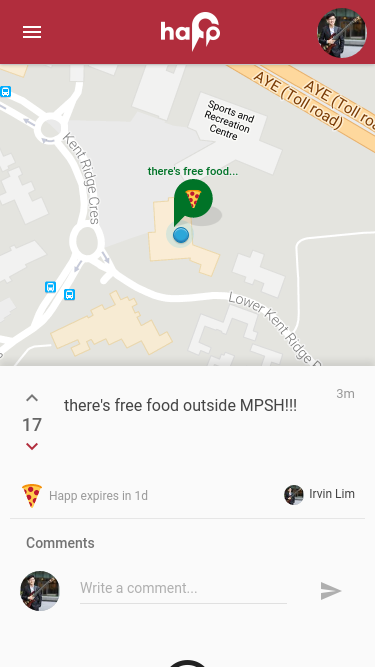 happ
AYE (Toll road)
AYE (Toll ro
Sports and
Recreation
Centre
Kent Ridge Cres
there's free food...
Lower Kent Ridge R
there's free food outside MPSH!!!
3m
17
Happ expires in 1d
Irvin Lim
Comments
Write a comment...